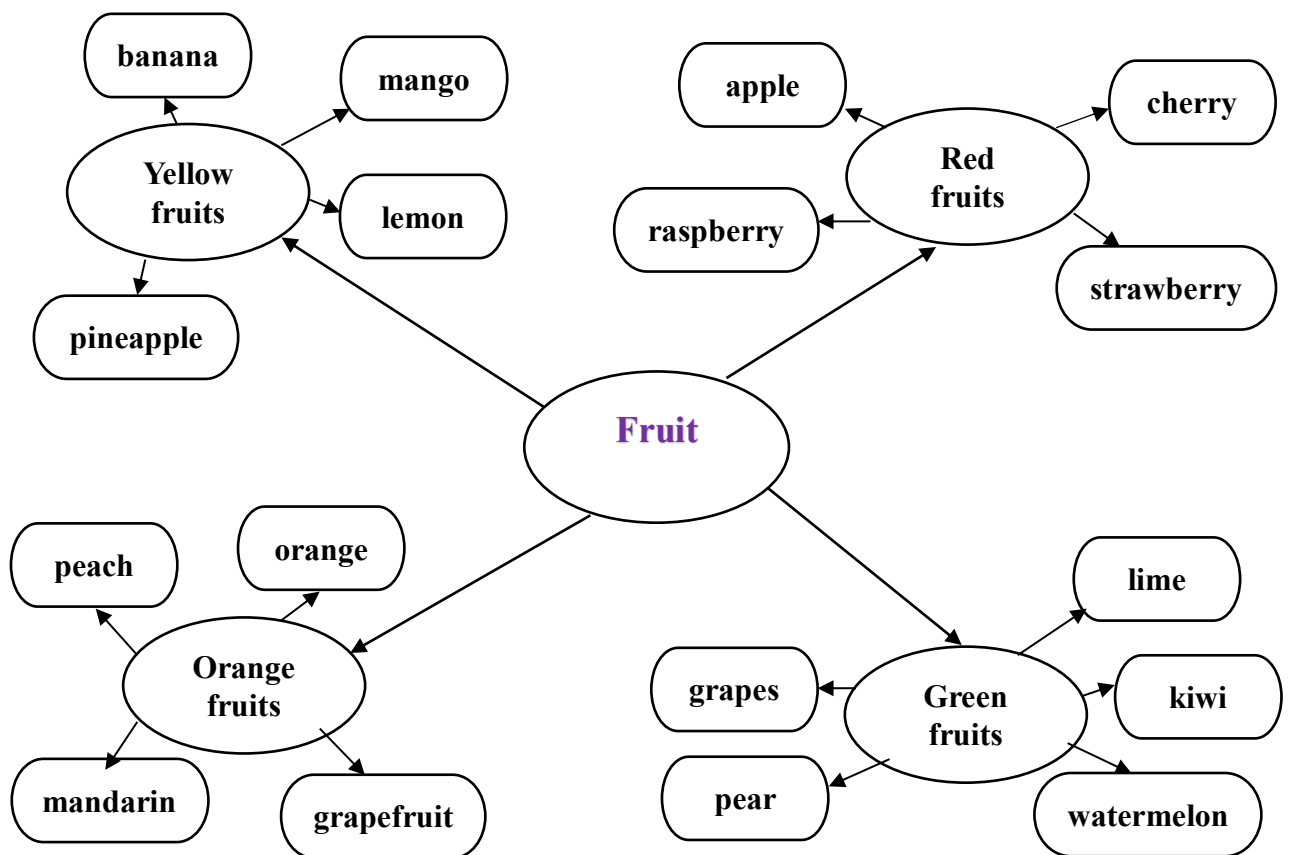 banana
mango
Yellow
fruits
lemon
pineapple
apple
cherry
Red
fruits
raspberry
strawberry
Fruit
peach
orange
Orange
fruits
mandarin
grapefruit
lime
grapes
Green
fruits
kiwi
pear
watermelon